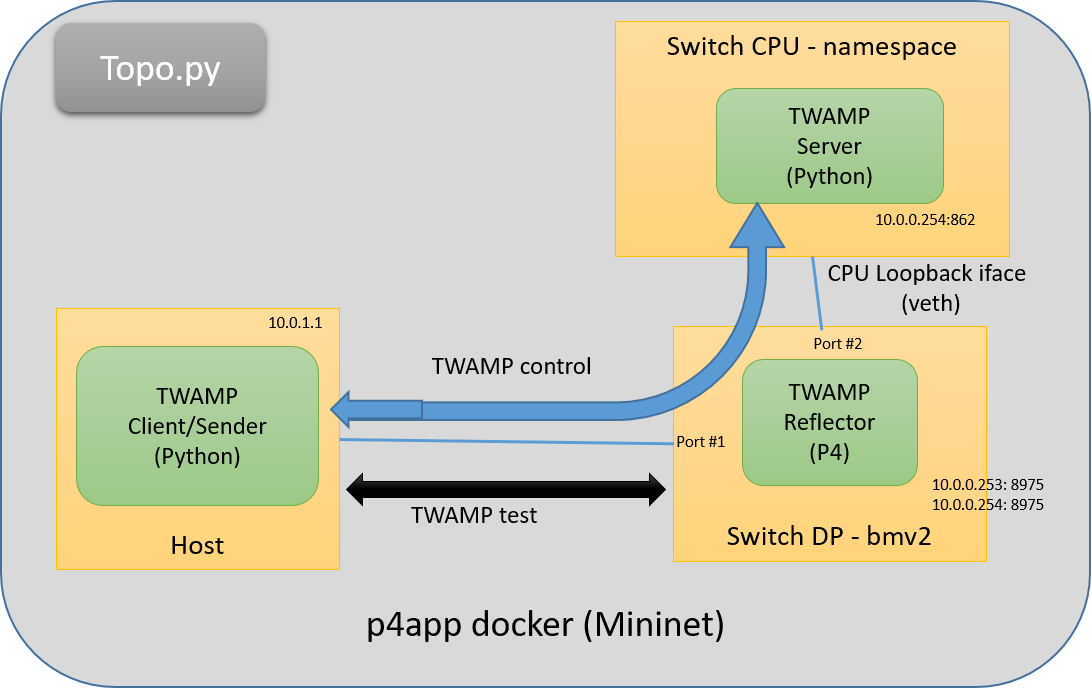 Topo.py
Switch CPU - namespace
TWAMP
Server
(Python)
10.0.0.254:862
CPU Loopback iface
(veth)
10.0.1.1
TWAMP
Client/Sender
(Python)
Host
TWAMP control
Port #1
TWAMP test
Port #2
TWAMP
Reflector
(P4)
10.0.0.253: 8975
10.0.0.254: 8975
Switch DP - bmv2
p4app docker (Mininet)